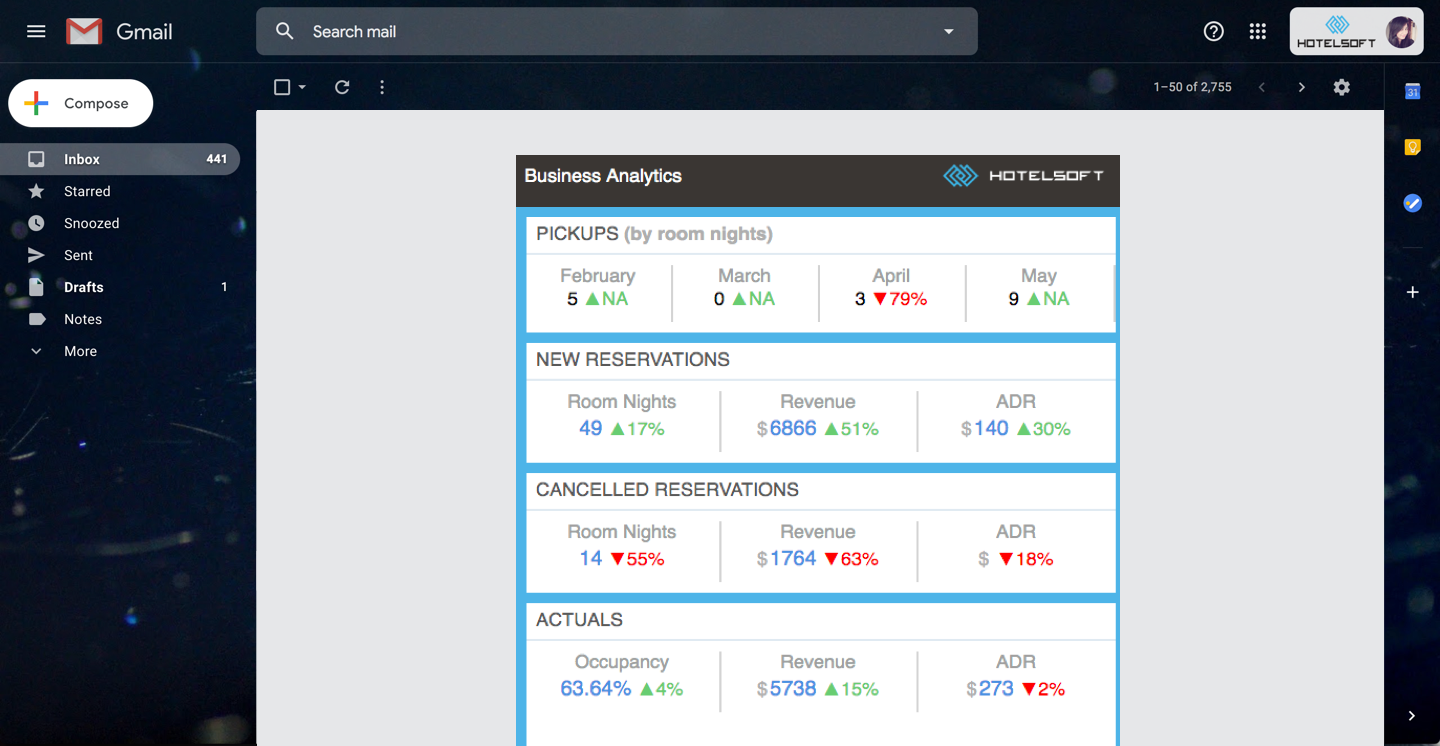 Gmail
Search mail
HOTELSOFT
Compose
1–50 of 2,755
31
Inbox 441
Starred
Snoozed
Sent
Drafts 1
Notes
More
Business Analytics HOTELSOFT
PICKUPS (by room nights)
February March April May
5 ▲NA 0 ▲NA 3 ▼79% 9 ▲NA
NEW RESERVATIONS
Room Nights Revenue ADR
49 ▲17% $6866 ▲51% $140 ▲30%
CANCELLED RESERVATIONS
Room Nights Revenue ADR
14 ▼55% $1764 ▼63% $ ▼18%
ACTUALS
Occupancy Revenue ADR
63.64% ▲4% $5738 ▲15% $273 ▼2%